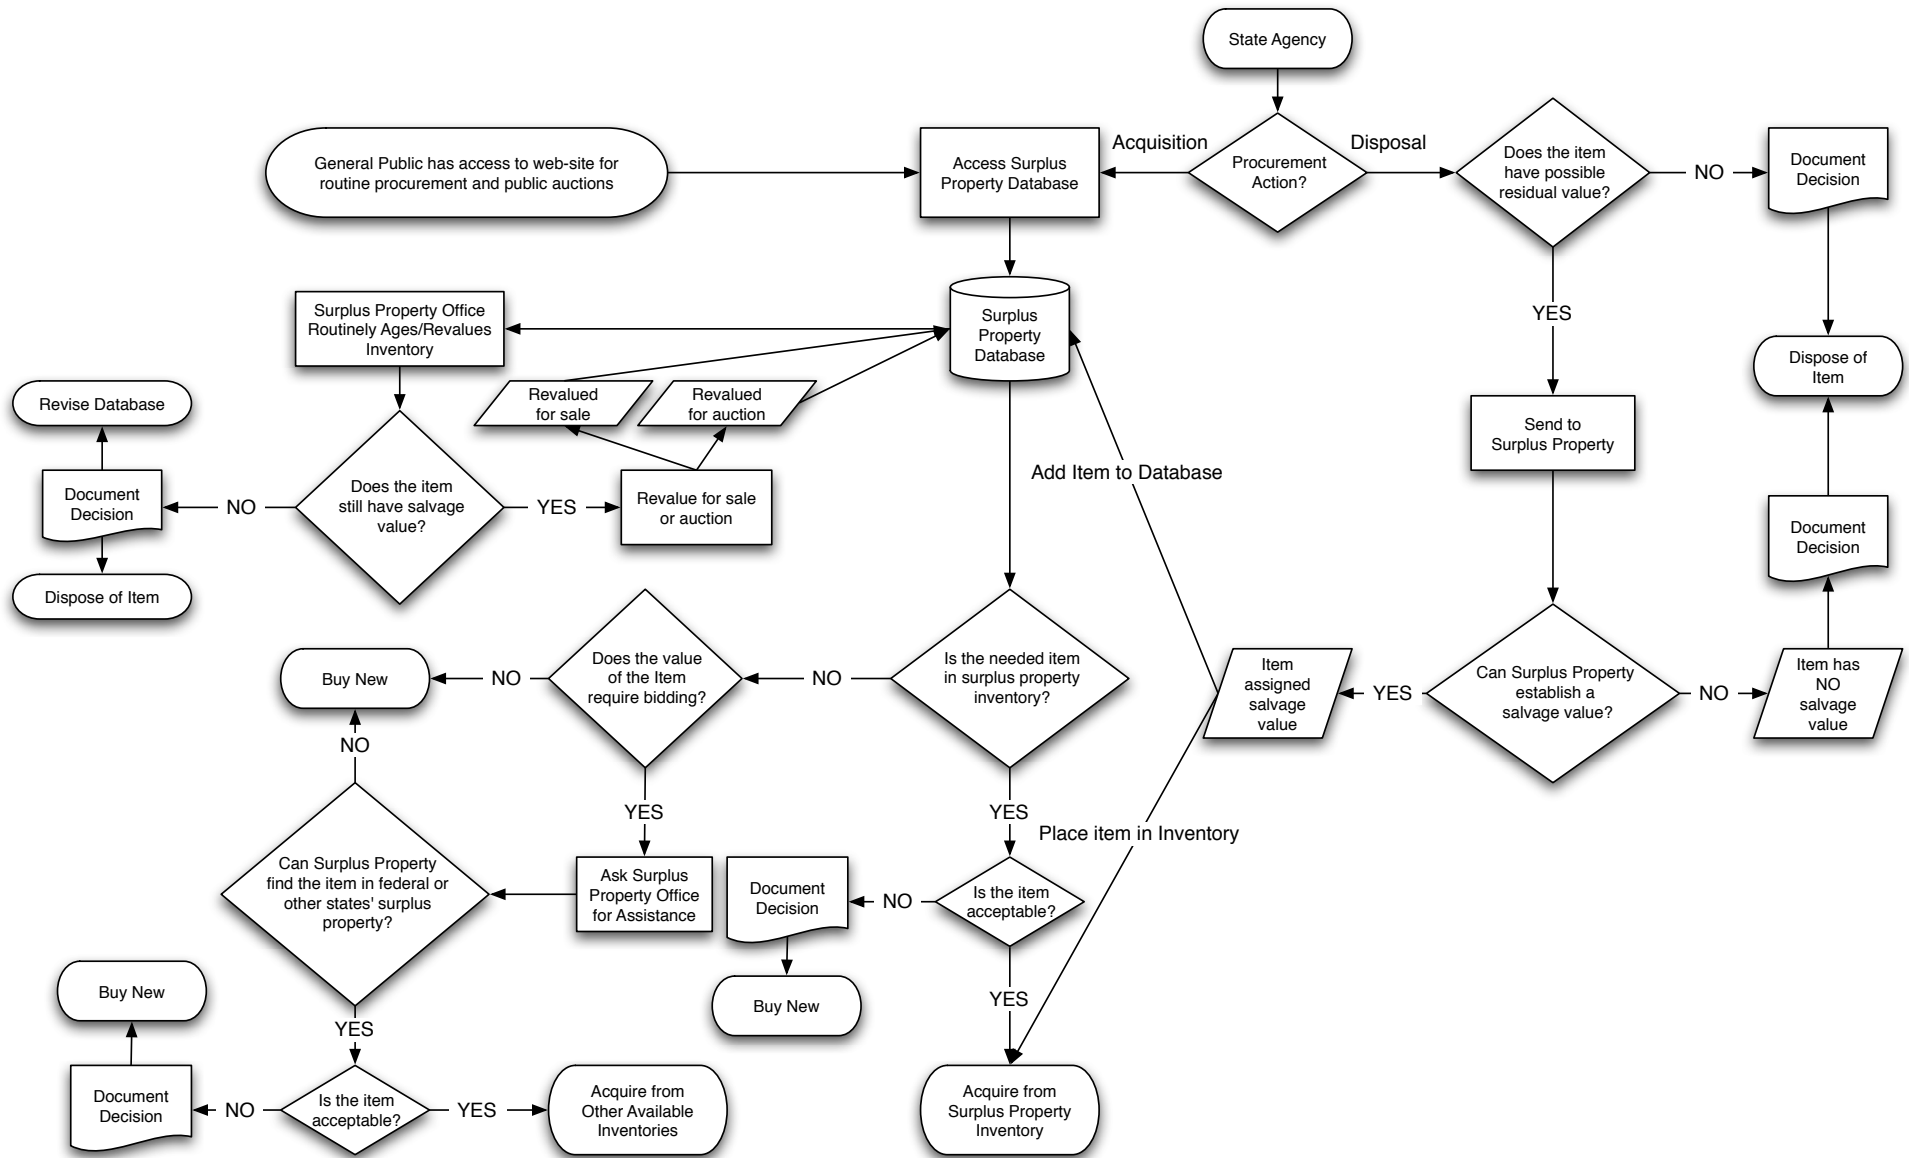 State Agency
General Public has access to web-site for
routine procurement and public auctions
Access Surplus
Property Database
Acquisition
Procurement
Action?
Disposal
Does the item
have possible
residual value?
NO
Document
Decision
Surplus Property Office
Routinely Ages/Revalues
Inventory
Surplus
Property
Database
YES
Dispose of
Item
Revise Database
Revalued
for sale
Revalued
for auction
Send to
Surplus Property
Add Item to Database
Document
Decision
NO
Does the item
still have salvage
value?
YES
Revalue for sale
or auction
Document
Decision
Dispose of Item
Buy New
NO
Does the value
of the Item
require bidding?
NO
Is the needed item
in surplus property
inventory?
Item
assigned
salvage
value
YES
Can Surplus Property
establish a
salvage value?
NO
Item has
NO
salvage
value
NO
YES
YES
Place item in Inventory
Can Surplus Property
find the item in federal or
other states' surplus
property?
Ask Surplus
Property Office
for Assistance
Document
Decision
NO
Is the item
acceptable?
Buy New
Buy New
YES
YES
Document
Decision
NO
Is the item
acceptable?
YES
Acquire from
Other Available
Inventories
Acquire from
Surplus Property
Inventory